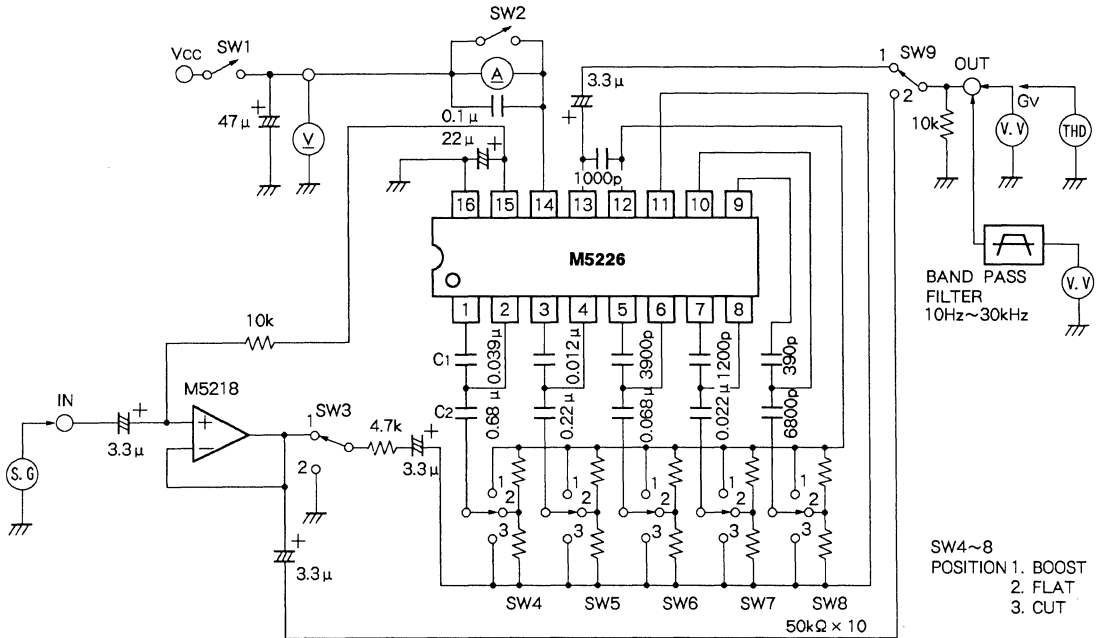 SW2
VCC
SW1
A
0.1μ
47μ
+
V
22μ
+
3.3μ
+
1000p
1
SW9
2
OUT
10k
GV
V.V
THD
16 15 14 13 12 11 10 9
M5226
1 2 3 4 5 6 7 8
BAND PASS
FILTER
10Hz~30kHz
V.V
10k
M5218
IN
+
3.3μ
S.G
+
−
1
SW3
2
4.7k
3.3μ
+
C1
0.039μ
0.012μ
3900p
1200p
390p
C2
0.68μ
0.22μ
0.068μ
0.022μ
6800p
1 1 1 1 1
2 2 2 2 2
3 3 3 3 3
+
3.3μ
SW4 SW5 SW6 SW7 SW8
50kΩ × 10
SW4~8
POSITION 1. BOOST
2. FLAT
3. CUT